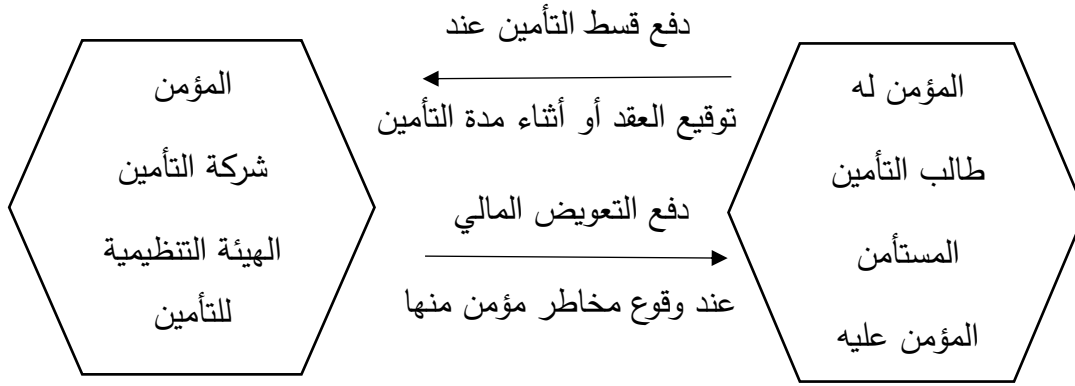 المؤمن له
طالب التأمين
المستأمن
المؤمن عليه
دفع قسط التأمين عند
توقيع العقد أو أثناء مدة التأمين
دفع التعويض المالي
عند وقوع مخاطر مؤمن منها
المؤمن
شركة التأمين
الهيئة التنظيمية
للتأمين